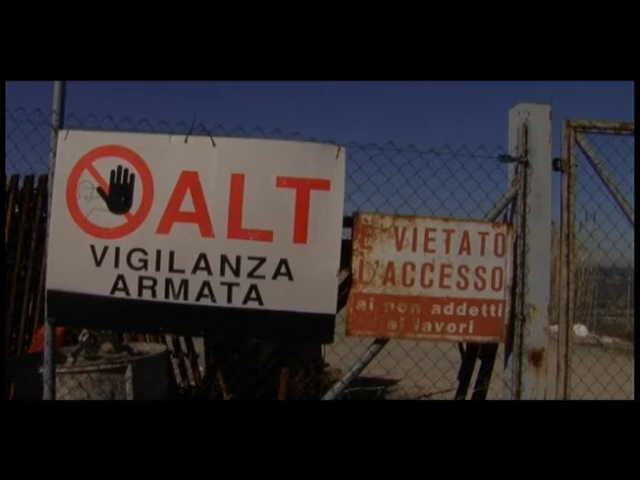 ALT
VIGILANZA
ARMATA
È VIETATO
L'ACCESSO
ai non addetti
ai lavori